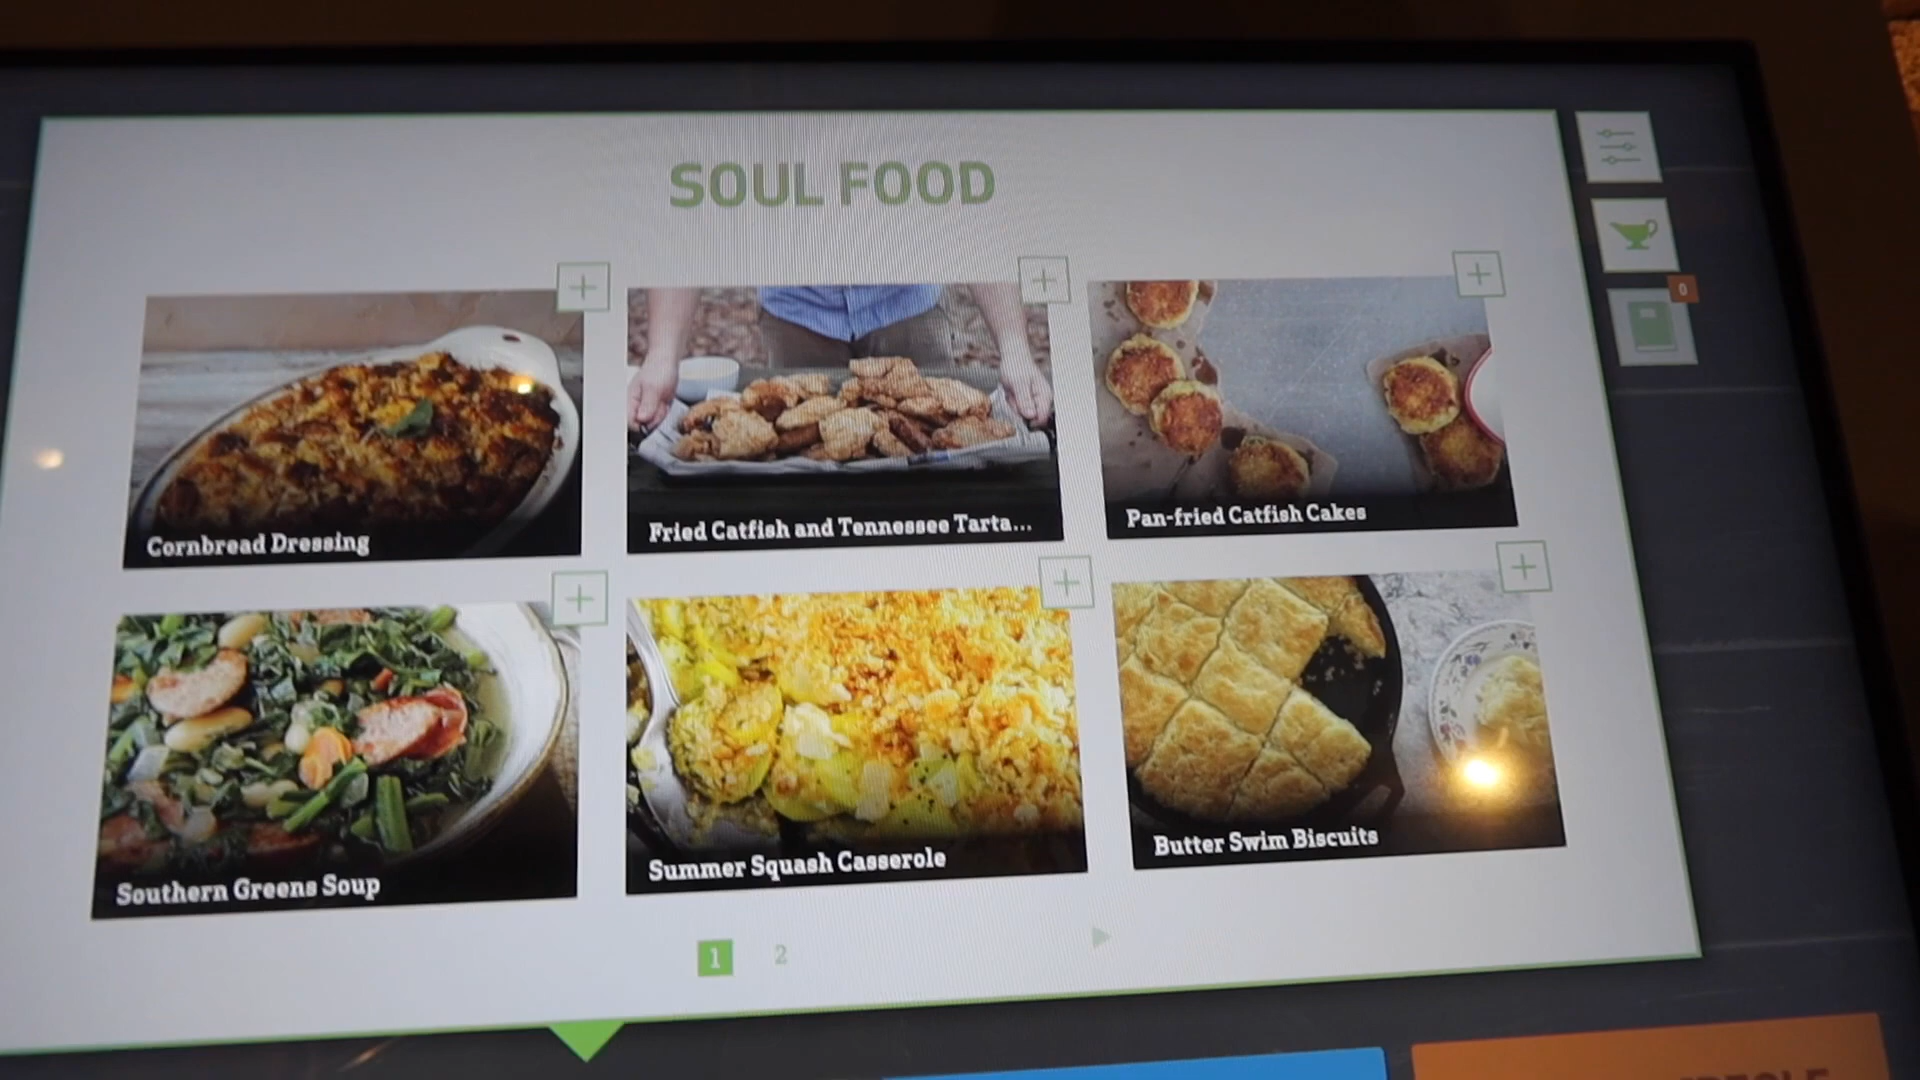 SOUL FOOD
0
Cornbread Dressing
Fried Catfish and Tennessee Tarta...
Pan-fried Catfish Cakes
Southern Greens Soup
Summer Squash Casserole
Butter Swim Biscuits
1
2